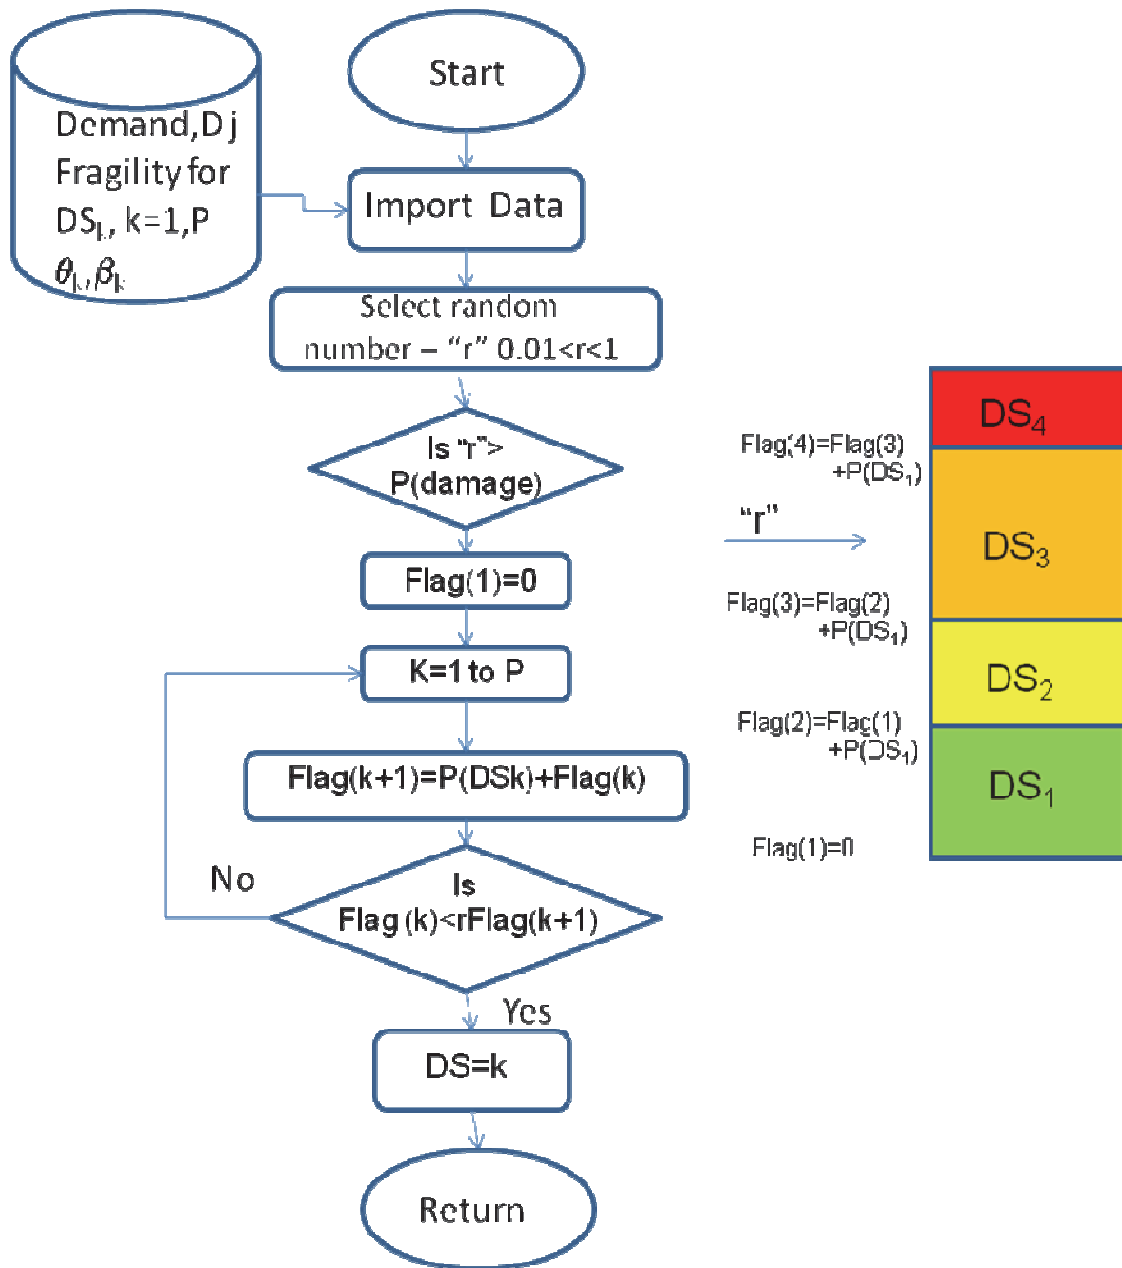 Demand,Dj
Fragility for
DSk, k=1,P
θk,βk
Start
Import Data
Select random
number – “r” 0.01<r<1
Is “r”>
P(damage)
Flag(1)=0
K=1 to P
Flag(k+1)=P(DSk)+Flag(k)
No
Is
Flag (k)<rFlag(k+1)
Yes
DS=k
Return
Flag(4)=Flag(3)
+P(DS1)
“r”
Flag(3)=Flag(2)
+P(DS1)
Flag(2)=Flag(1)
+P(DS1)
Flag(1)=0
DS4
DS3
DS2
DS1